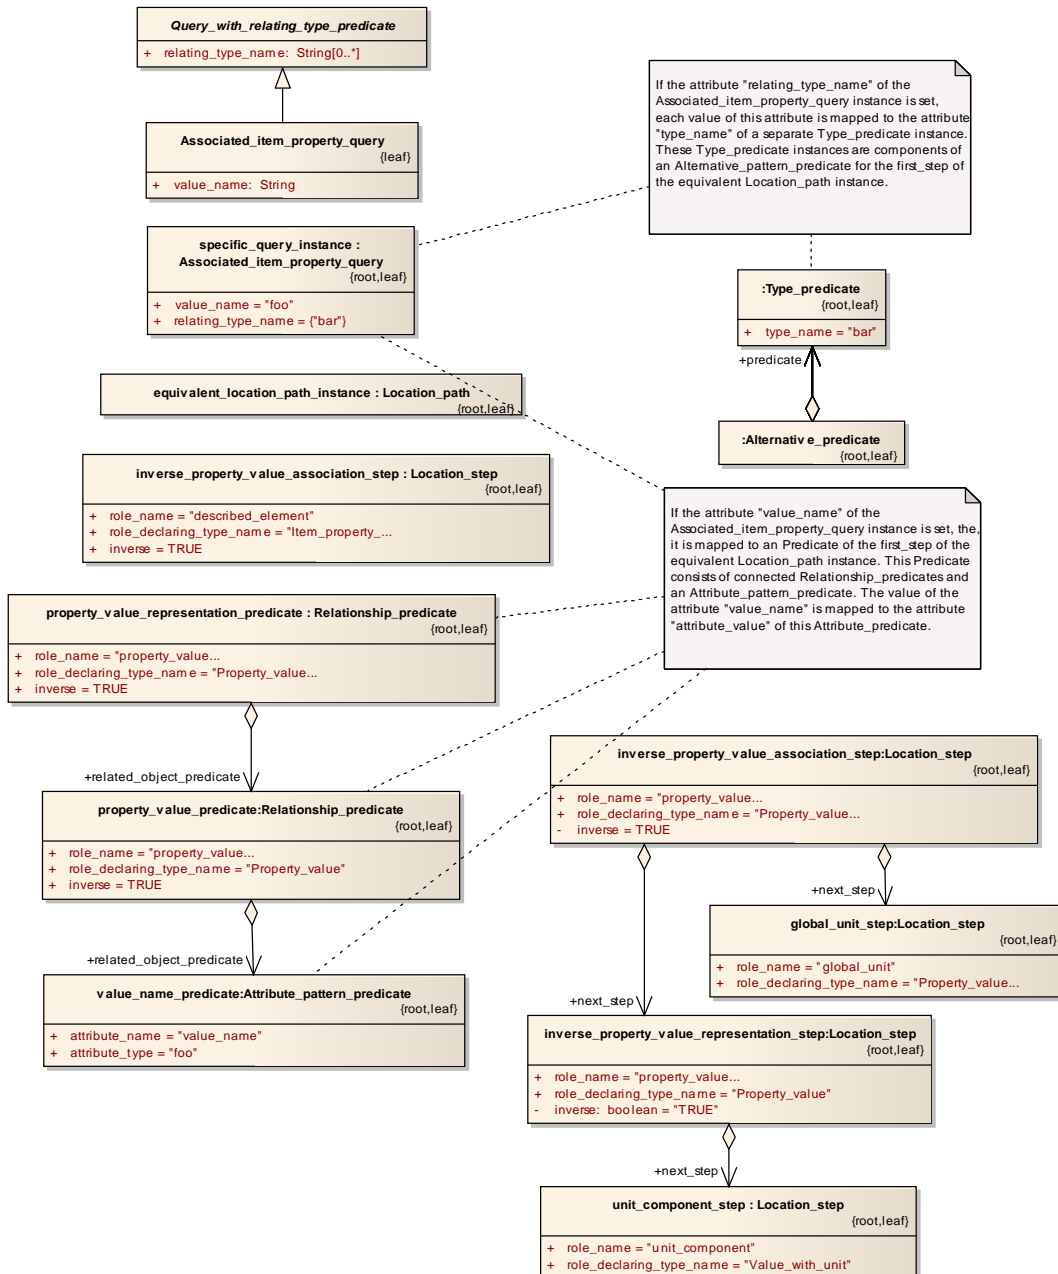 Query_with_relating_type_predicate
+ relating_type_name: String[0..*]
Associated_item_property_query
{leaf}
+ value_name: String
If the attribute "relating_type_name" of the
Associated_item_property_query instance is set,
each value of this attribute is mapped to the attribute
"type_name" of a separate Type_predicate instance.
These Type_predicate instances are components of
an Alternative_pattern_predicate for the first_step of
the equivalent Location_path instance.
specific_query_instance :
Associated_item_property_query
{root,leaf}
+ value_name = "foo"
+ relating_type_name = {"bar"}
:Type_predicate
{root,leaf}
+ type_name = "bar"
+predicate
:Alternative_predicate
{root,leaf}
equivalent_location_path_instance : Location_path
{root,leaf}
inverse_property_value_association_step : Location_step
{root,leaf}
+ role_name = "described_element"
+ role_declaring_type_name = "Item_property_...
+ inverse = TRUE
If the attribute "value_name" of the
Associated_item_property_query instance is set, the,
it is mapped to an Predicate of the first_step of the
equivalent Location_path instance. This Predicate
consists of connected Relationship_predicates and
an Attribute_pattern_predicate. The value of the
attribute "value_name" is mapped to the attribute
"attribute_value" of this Attribute_predicate.
property_value_representation_predicate : Relationship_predicate
{root,leaf}
+ role_name = "property_value...
+ role_declaring_type_name = "Property_value...
+ inverse = TRUE
+related_object_predicate
property_value_predicate:Relationship_predicate
{root,leaf}
+ role_name = "property_value...
+ role_declaring_type_name = "Property_value"
+ inverse = TRUE
+related_object_predicate
value_name_predicate:Attribute_pattern_predicate
{root,leaf}
+ attribute_name = "value_name"
+ attribute_type = "foo"
inverse_property_value_association_step:Location_step
{root,leaf}
+ role_name = "property_value...
+ role_declaring_type_name = "Property_value...
- inverse = TRUE
+next_step
global_unit_step:Location_step
{root,leaf}
+ role_name = "global_unit"
+ role_declaring_type_name = "Property_value...
+next_step
inverse_property_value_representation_step:Location_step
{root,leaf}
+ role_name = "property_value...
+ role_declaring_type_name = "Property_value"
- inverse: boolean = "TRUE"
+next_step
unit_component_step : Location_step
{root,leaf}
+ role_name = "unit_component"
+ role_declaring_type_name = "Value_with_unit"